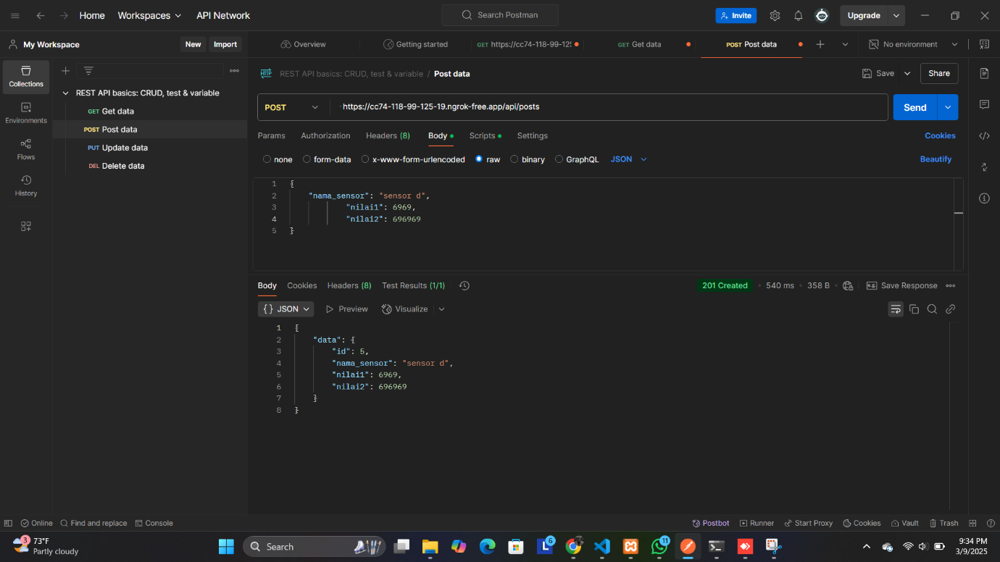 Home Workspaces API Network Search Postman Invite Upgrade
My Workspace New Import Overview Getting started GET https://cc74-118-99-12 GET Get data POST Post data No environment
Collections
Environments
Flows
History
REST API basics: CRUD, test & variable
GET Get data
POST Post data
PUT Update data
DEL Delete data
HTTP REST API basics: CRUD, test & variable / Post data Save Share
POST https://cc74-118-99-125-19.ngrok-free.app/api/posts Send
Params Authorization Headers (8) Body Scripts Settings Cookies
none form-data x-www-form-urlencoded raw binary GraphQL JSON Beautify
1 {
2 "nama_sensor": "sensor d",
3 "nilai1": 6969,
4 "nilai2": 696969
5 }
Body Cookies Headers (8) Test Results (1/1) 201 Created 540 ms 358 B Save Response
{} JSON Preview Visualize
1 {
2 "data": {
3 "id": 5,
4 "nama_sensor": "sensor d",
5 "nilai1": 6969,
6 "nilai2": 696969
7 }
8 }
Online Find and replace Console Postbot Runner Start Proxy Cookies Vault Trash
3 73°F
Partly cloudy
Search
L 6
11
9:34 PM
3/9/2025